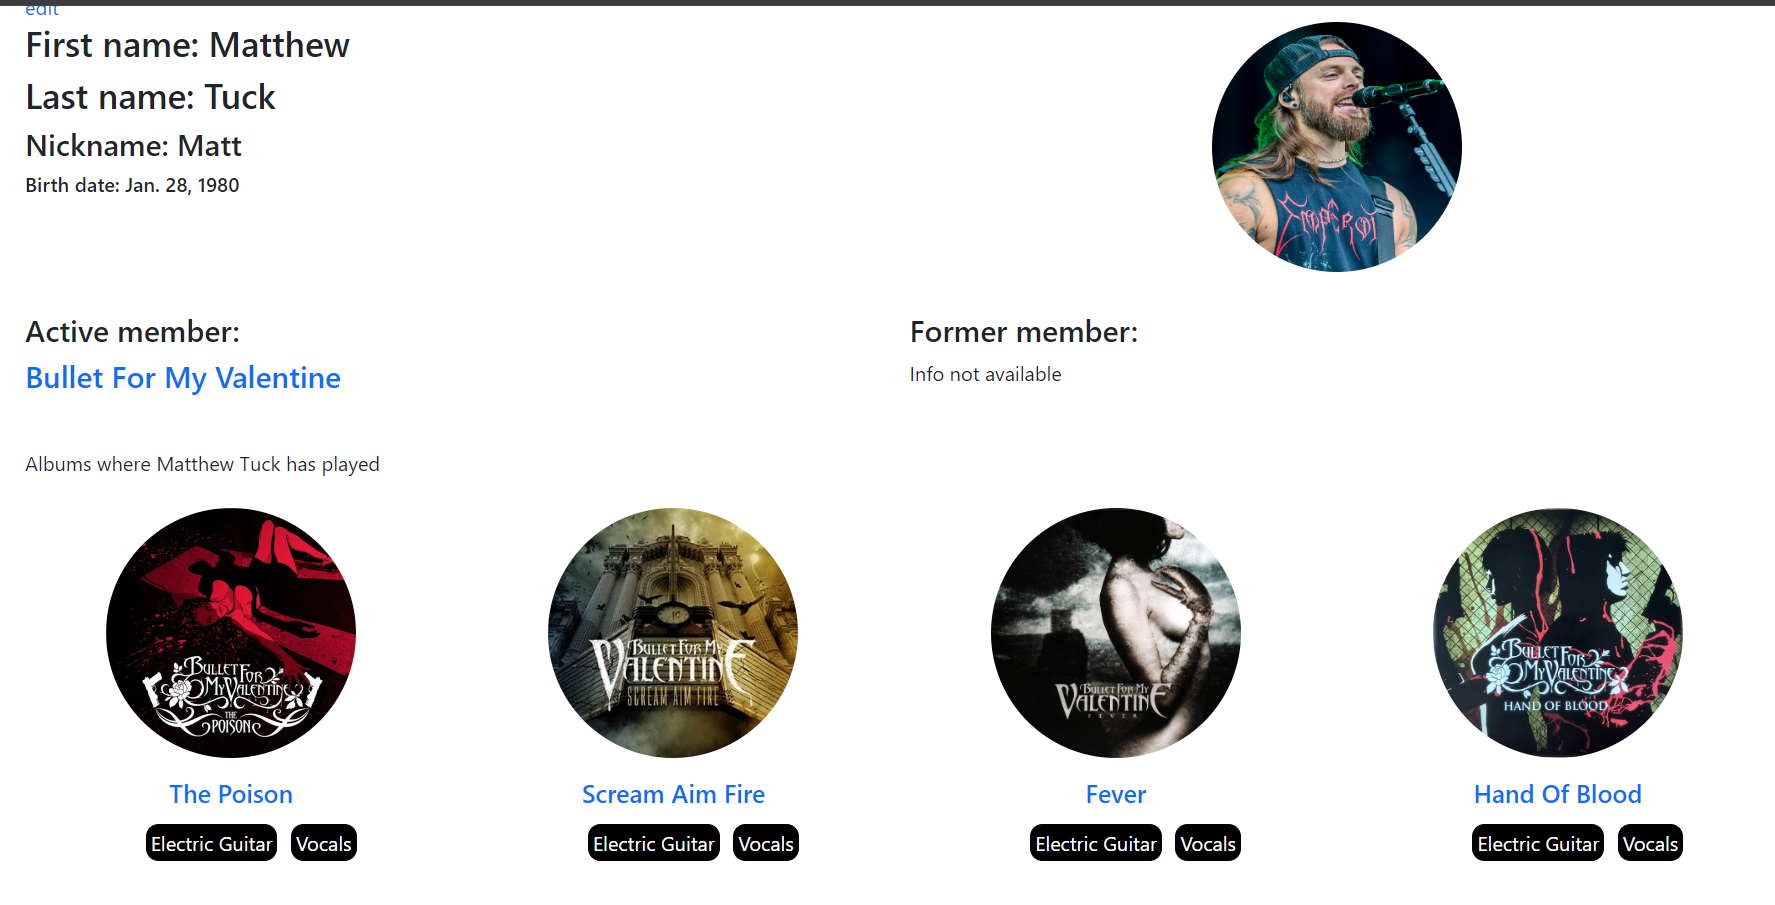 edit
First name: Matthew
Last name: Tuck
Nickname: Matt
Birth date: Jan. 28, 1980
EMPEROR
Active member:
Former member:
Bullet For My Valentine
Info not available
Albums where Matthew Tuck has played
BULLET FOR
MY VALENTINE
THE
POISON
BULLET FOR MY
VALENTINE
SCREAM AIM FIRE
BULLET FOR MY
VALENTINE
FEVER
BULLET FOR
MY VALENTINE
HAND OF BLOOD
The Poison
Scream Aim Fire
Fever
Hand Of Blood
Electric Guitar Vocals
Electric Guitar Vocals
Electric Guitar Vocals
Electric Guitar Vocals